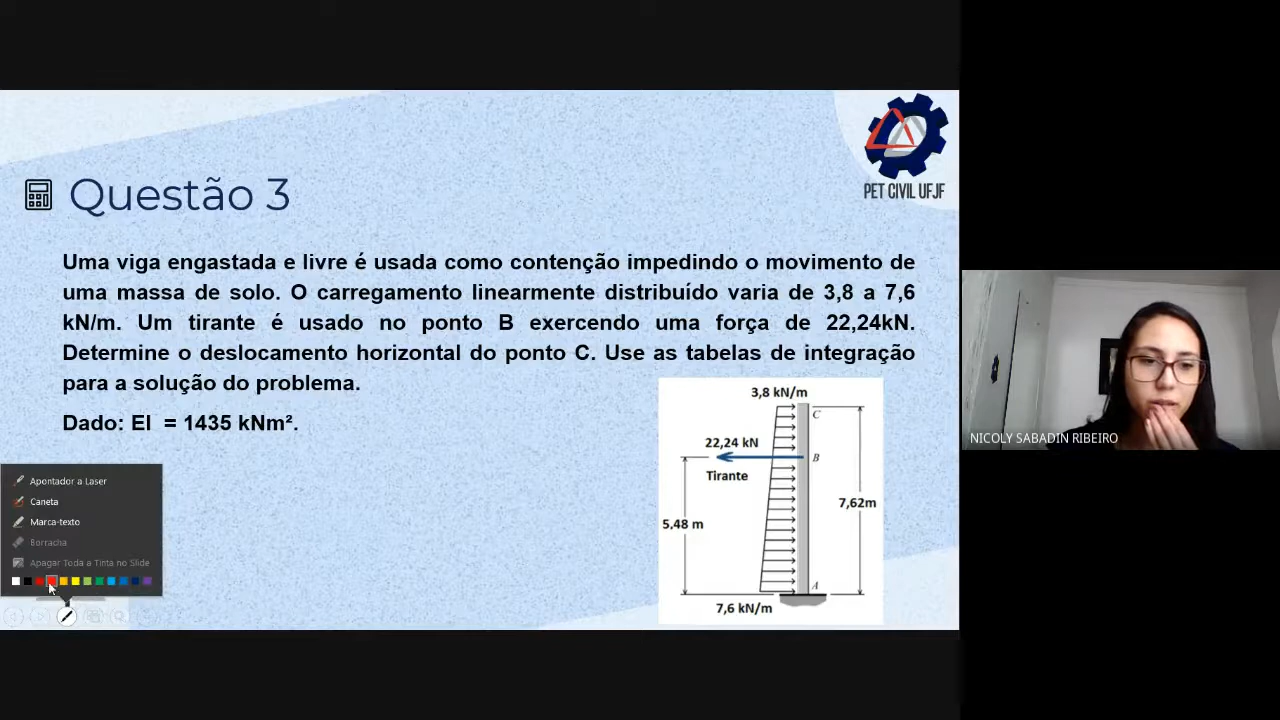 PET CIVIL UFJF
Questão 3
Uma viga engastada e livre é usada como contenção impedindo o movimento de
uma massa de solo. O carregamento linearmente distribuído varia de 3,8 a 7,6
kN/m. Um tirante é usado no ponto B exercendo uma força de 22,24kN.
Determine o deslocamento horizontal do ponto C. Use as tabelas de integração
para a solução do problema.
Dado: EI = 1435 kNm².
3,8 kN/m
C
22,24 kN
B
Tirante
7,62m
5,48 m
A
7,6 kN/m
Apontador a Laser
Caneta
Marca-texto
Borracha
Apagar Toda a Tinta no Slide
NICOLY SABADIN RIBEIRO